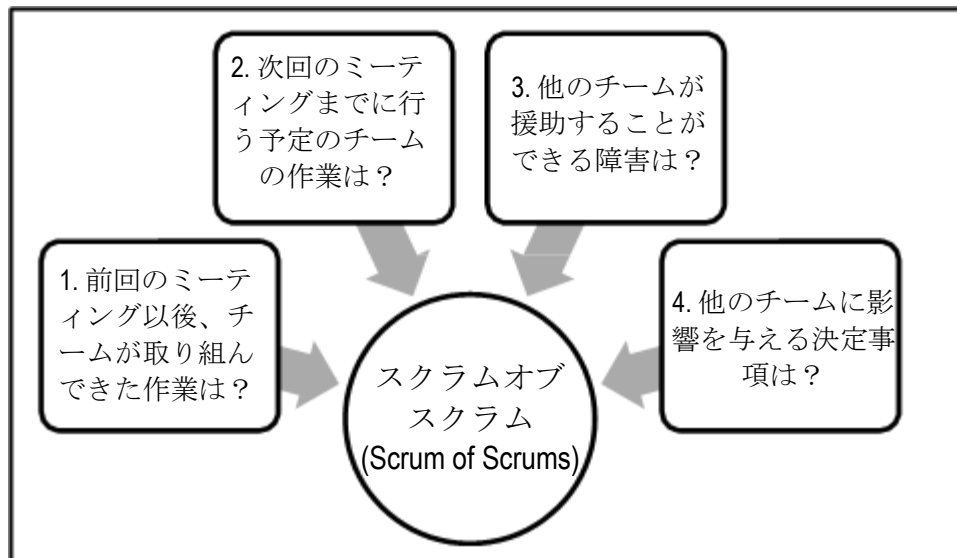 1. 前回のミーテ
ィング以後、チ
ームが取り組ん
できた作業は？
2. 次回のミーテ
ィングまでに行
う予定のチーム
の作業は？
3. 他のチームが
援助することが
できる障害は？
4. 他のチームに影
響を与える決定事
項は？
スクラムオブ
スクラム
(Scrum of Scrums)